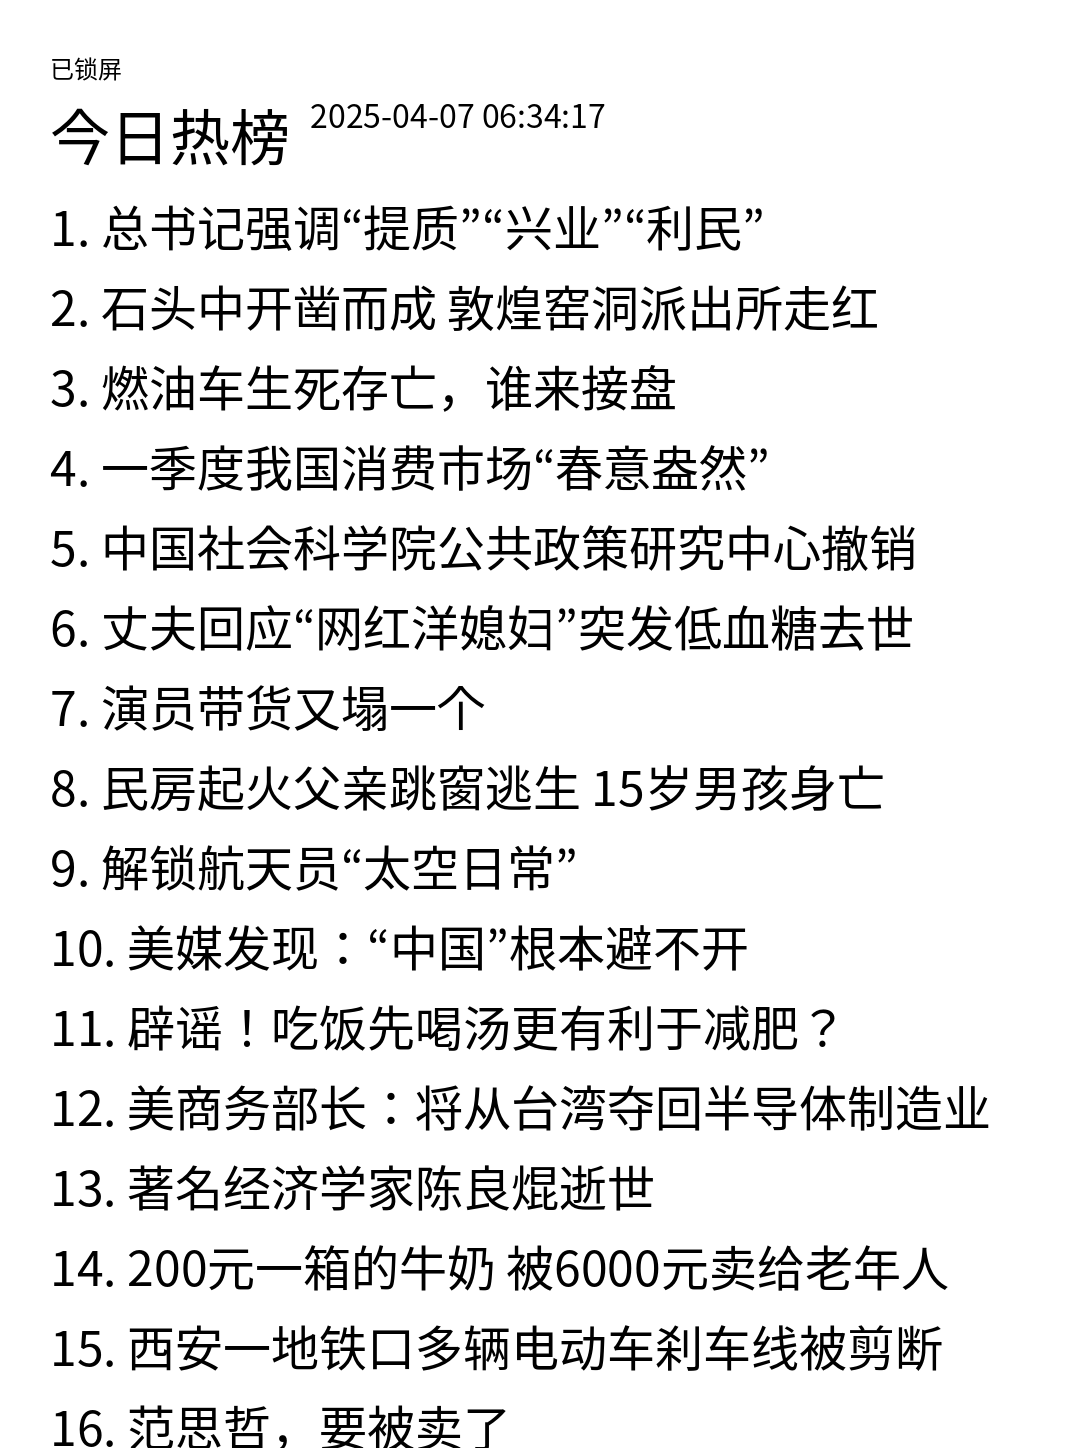 已锁屏
今日热榜 2025-04-07 06:34:17
1. 总书记强调“提质”“兴业”“利民”
2. 石头中开凿而成 敦煌窑洞派出所走红
3. 燃油车生死存亡，谁来接盘
4. 一季度我国消费市场“春意盎然”
5. 中国社会科学院公共政策研究中心撤销
6. 丈夫回应“网红洋媳妇”突发低血糖去世
7. 演员带货又塌一个
8. 民房起火父亲跳窗逃生 15岁男孩身亡
9. 解锁航天员“太空日常”
10. 美媒发现：“中国”根本避不开
11. 辟谣！吃饭先喝汤更有利于减肥？
12. 美商务部长：将从台湾夺回半导体制造业
13. 著名经济学家陈良焜逝世
14. 200元一箱的牛奶 被6000元卖给老年人
15. 西安一地铁口多辆电动车刹车线被剪断
16. 范思哲，要被卖了